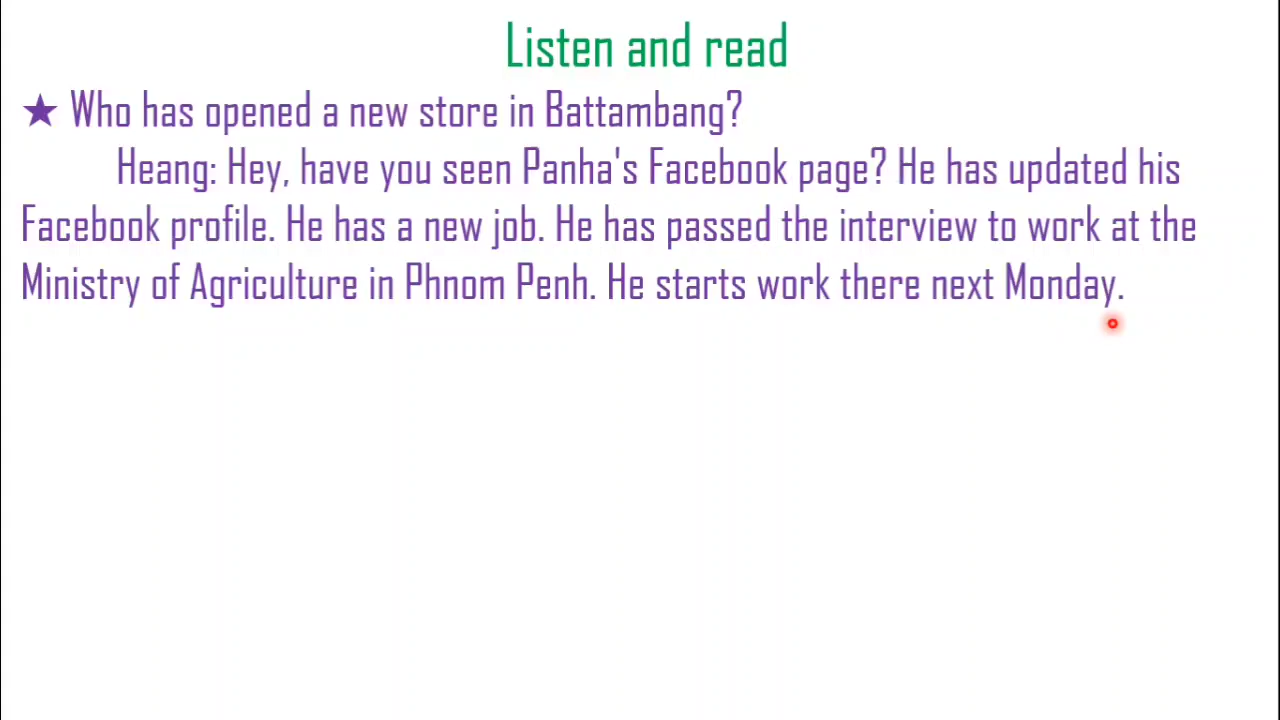 Listen and read
★ Who has opened a new store in Battambang?
Heang: Hey, have you seen Panha's Facebook page? He has updated his
Facebook profile. He has a new job. He has passed the interview to work at the
Ministry of Agriculture in Phnom Penh. He starts work there next Monday.